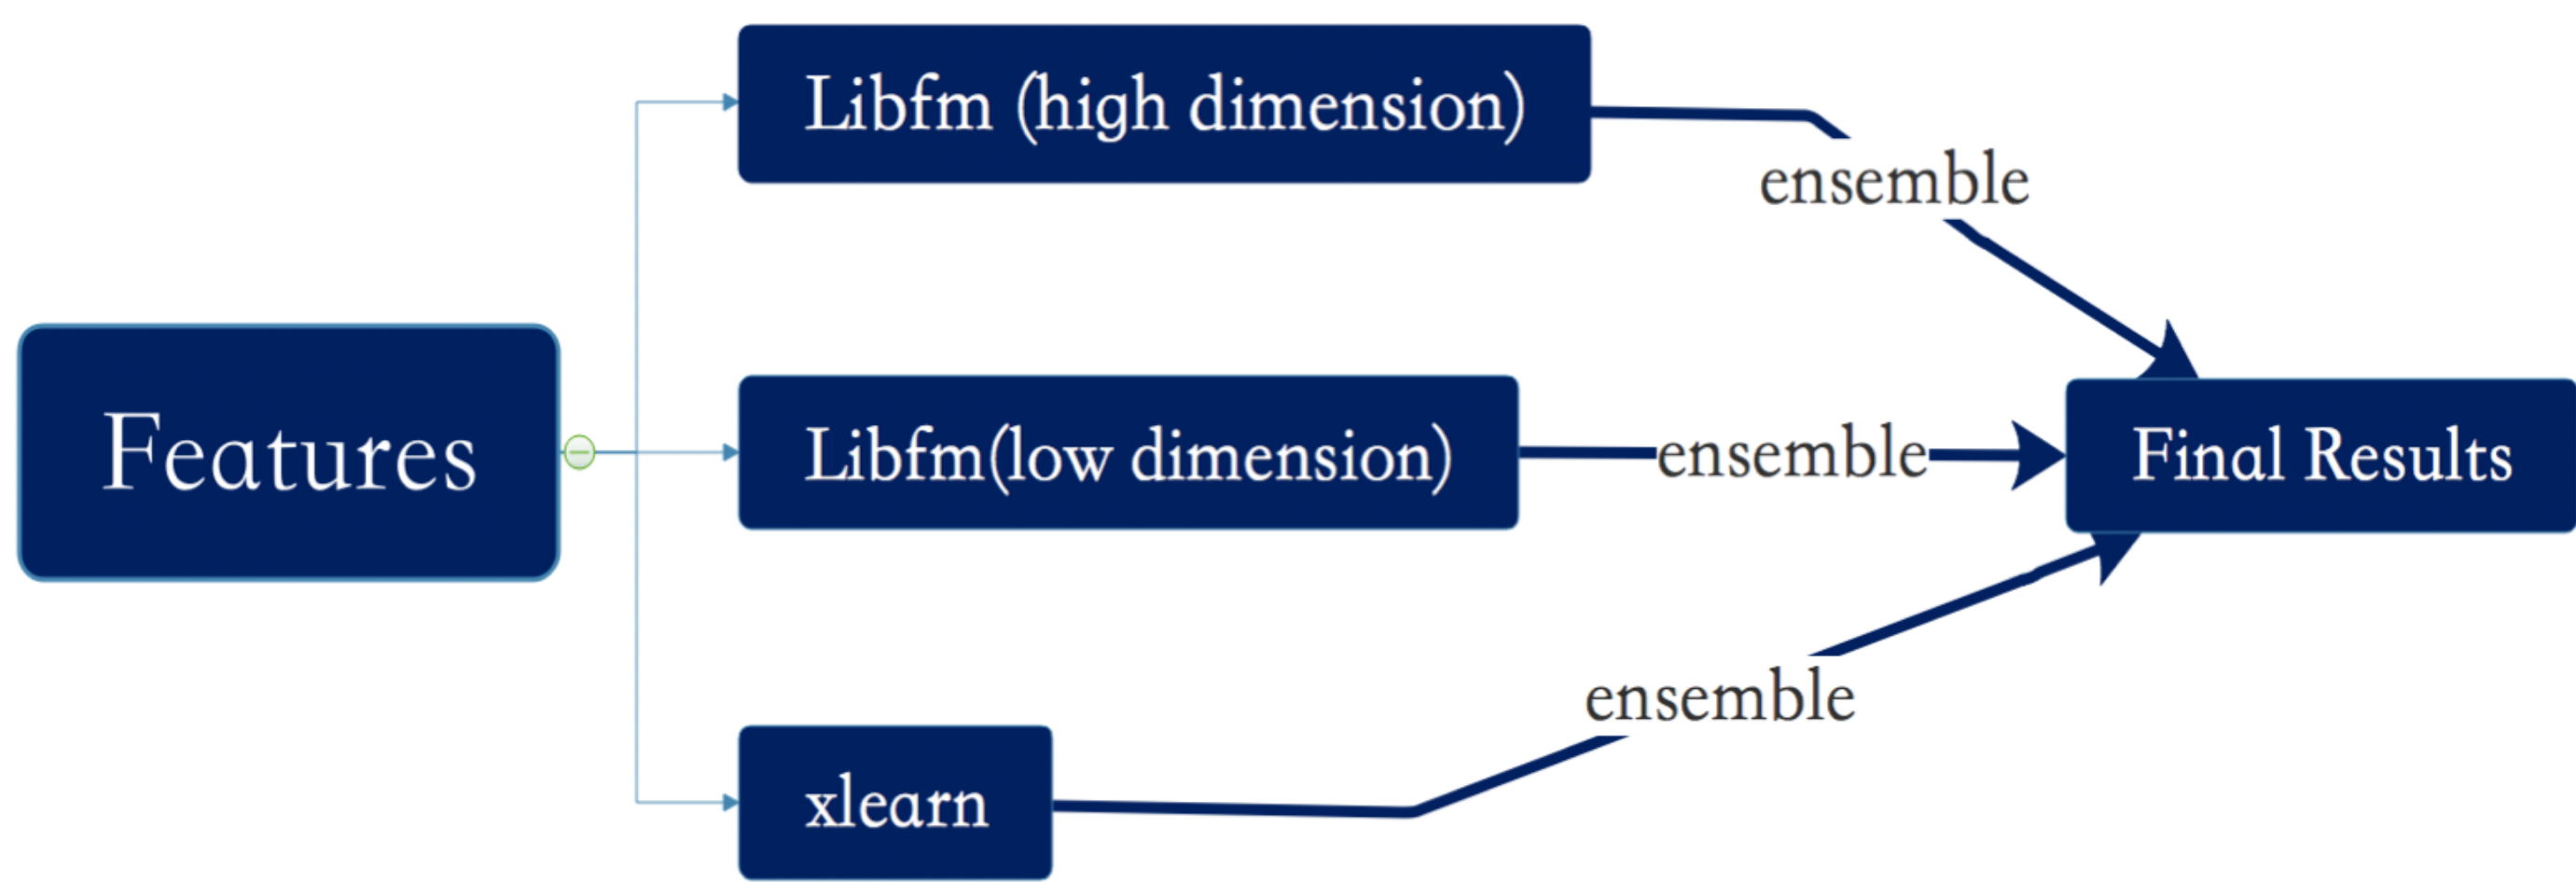 Features
Libfm (high dimension)
ensemble
Libfm(low dimension)
ensemble
Final Results
xlearn
ensemble